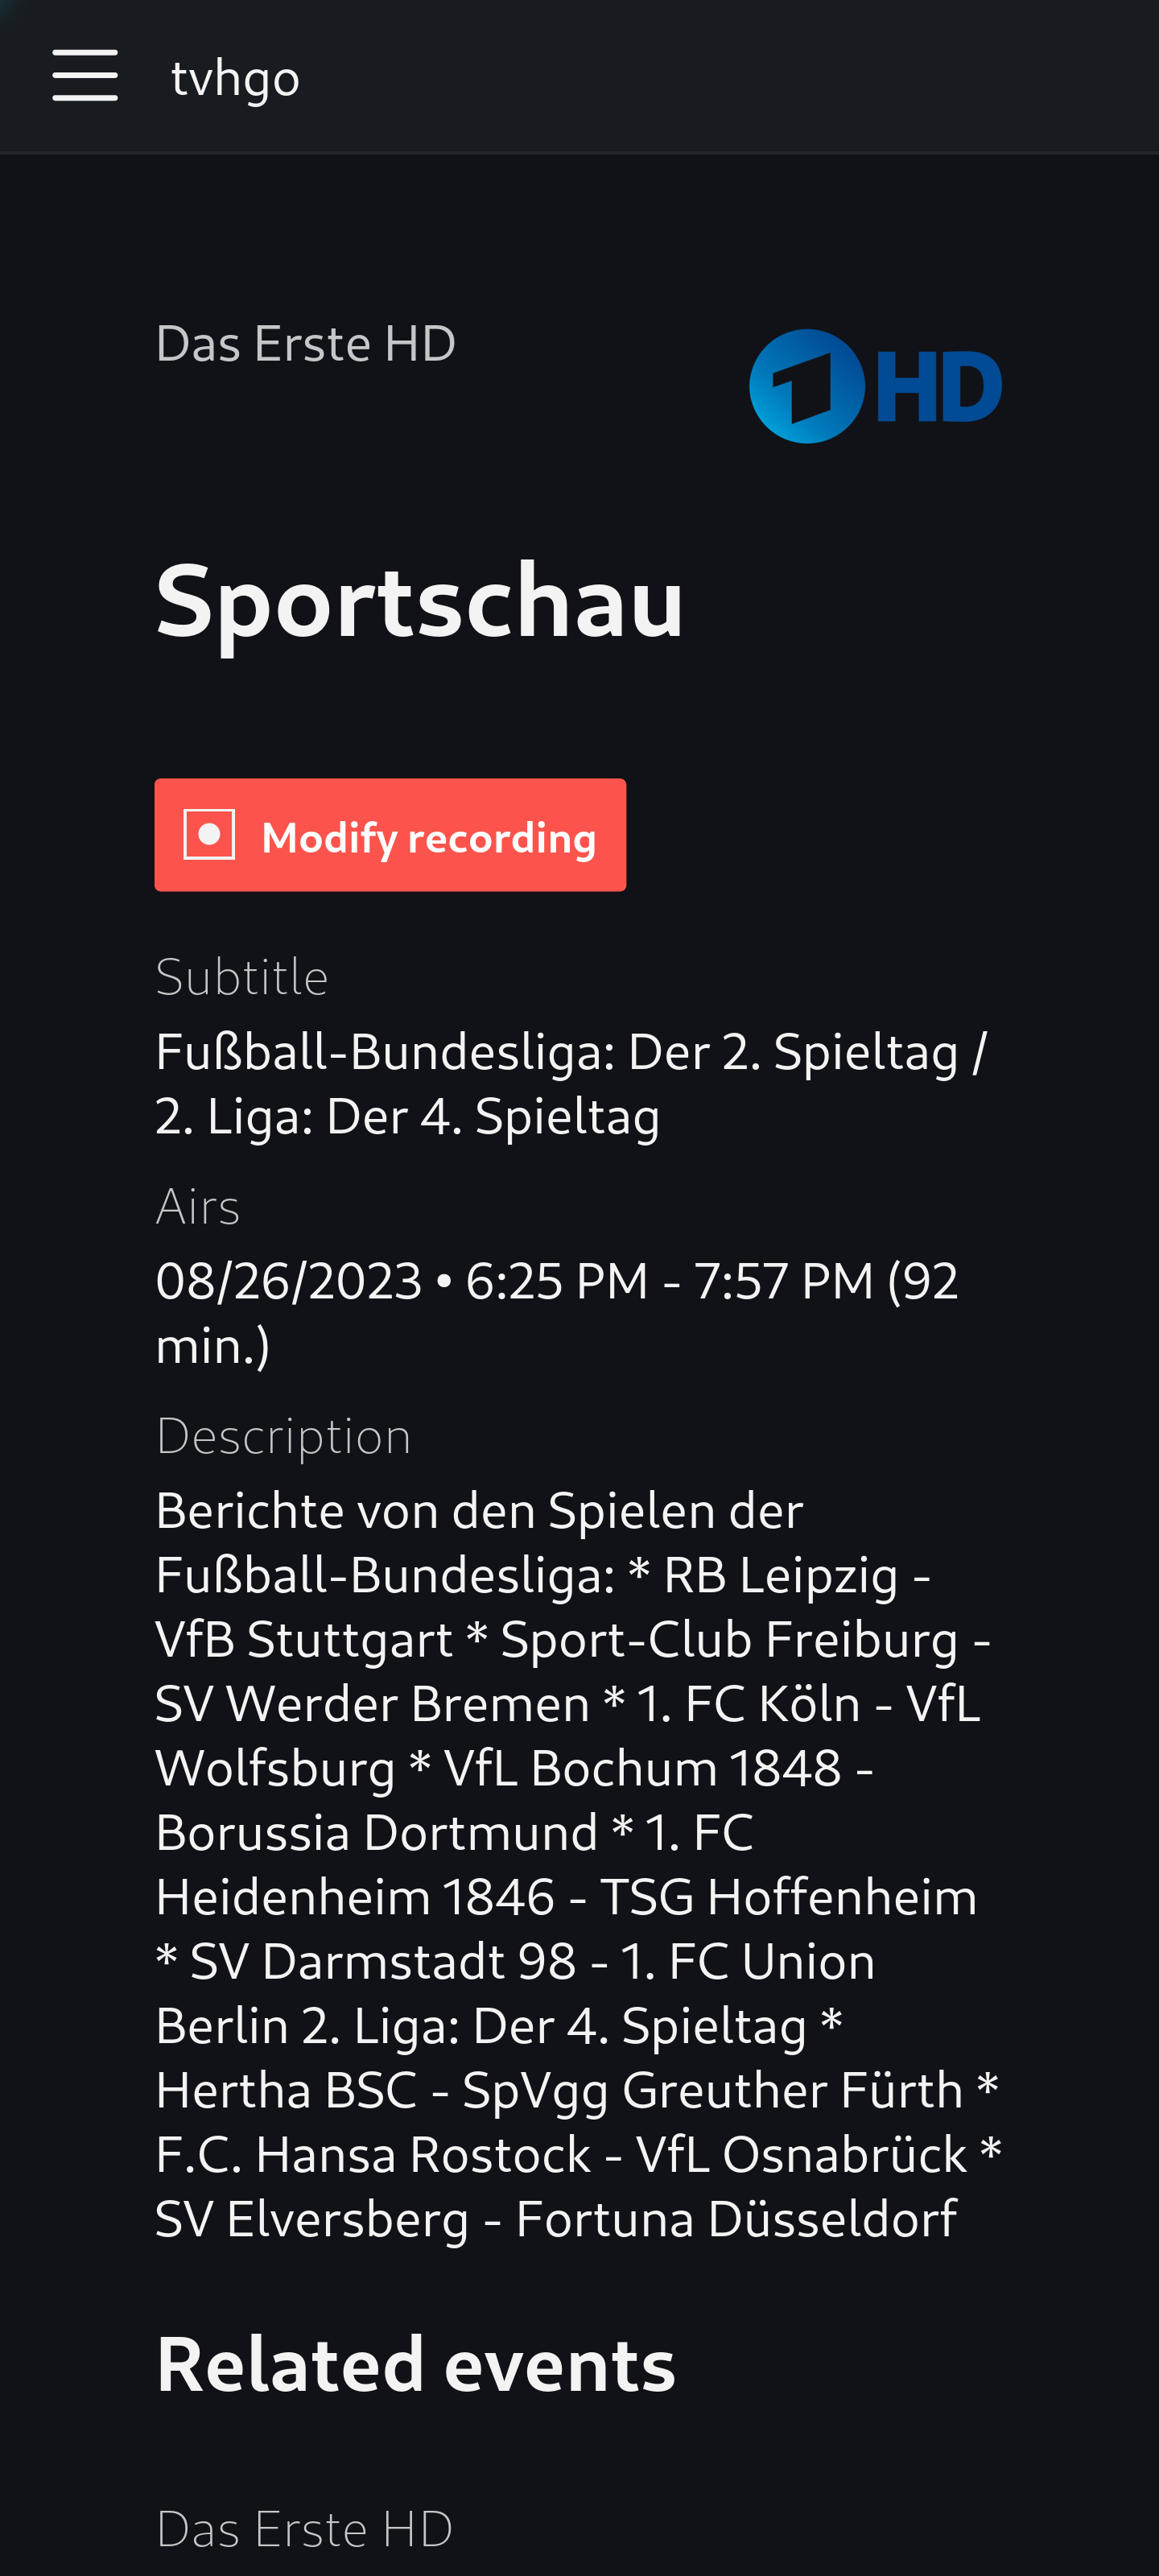 tvhgo
Das Erste HD
1 HD
Sportschau
Modify recording
Subtitle
Fußball-Bundesliga: Der 2. Spieltag /
2. Liga: Der 4. Spieltag
Airs
08/26/2023 • 6:25 PM - 7:57 PM (92
min.)
Description
Berichte von den Spielen der
Fußball-Bundesliga: * RB Leipzig -
VfB Stuttgart * Sport-Club Freiburg -
SV Werder Bremen * 1. FC Köln - VfL
Wolfsburg * VfL Bochum 1848 -
Borussia Dortmund * 1. FC
Heidenheim 1846 - TSG Hoffenheim
* SV Darmstadt 98 - 1. FC Union
Berlin 2. Liga: Der 4. Spieltag *
Hertha BSC - SpVgg Greuther Fürth *
F.C. Hansa Rostock - VfL Osnabrück *
SV Elversberg - Fortuna Düsseldorf
Related events
Das Erste HD